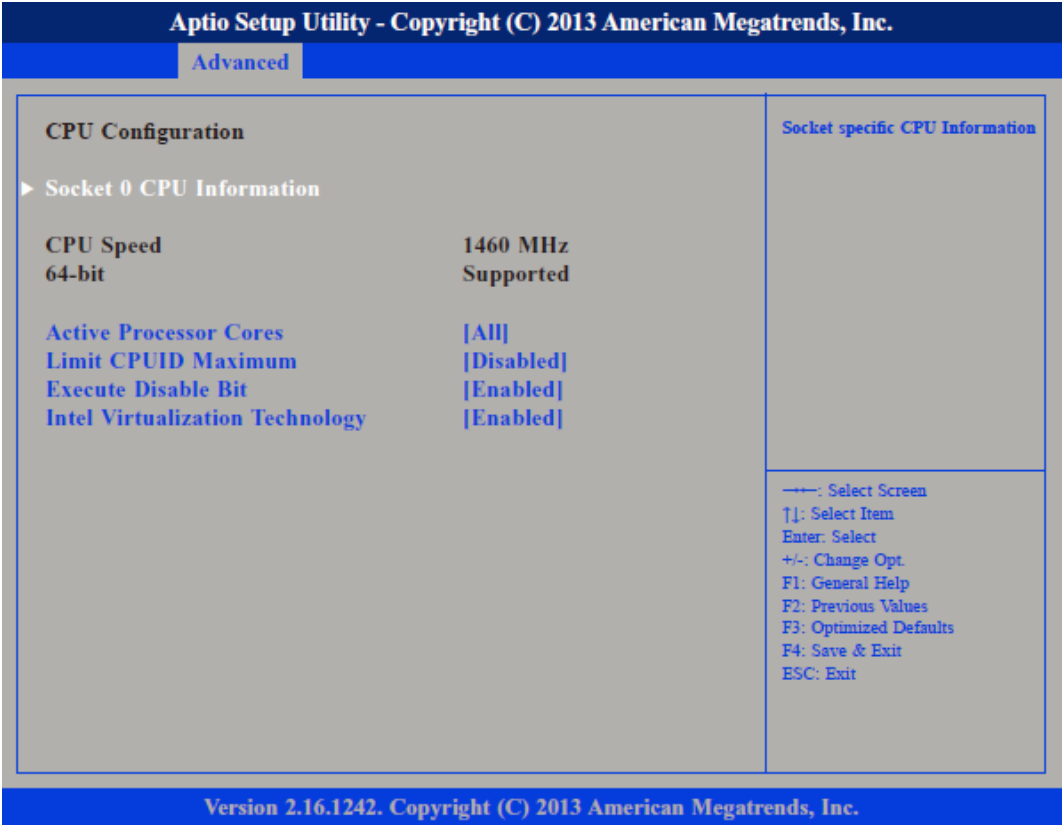 Aptio Setup Utility - Copyright (C) 2013 American Megatrends, Inc.
Advanced
CPU Configuration
Socket 0 CPU Information
CPU Speed 1460 MHz
64-bit Supported
Active Processor Cores [All]
Limit CPUID Maximum [Disabled]
Execute Disable Bit [Enabled]
Intel Virtualization Technology [Enabled]
Socket specific CPU Information
→←: Select Screen
↑↓: Select Item
Enter: Select
+/-: Change Opt.
F1: General Help
F2: Previous Values
F3: Optimized Defaults
F4: Save & Exit
ESC: Exit
Version 2.16.1242. Copyright (C) 2013 American Megatrends, Inc.